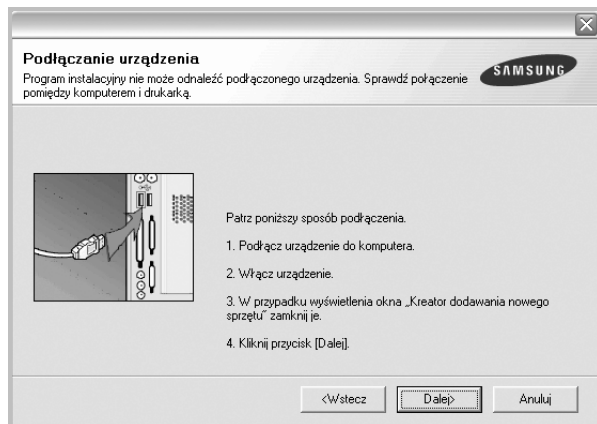 Podłączanie urządzenia
Program instalacyjny nie może odnaleźć podłączonego urządzenia. Sprawdź połączenie
pomiędzy komputerem i drukarką.
SAMSUNG
Patrz poniższy sposób podłączenia.
1. Podłącz urządzenie do komputera.
2. Włącz urządzenie.
3. W przypadku wyświetlenia okna „Kreator dodawania nowego
sprzętu” zamknij je.
4. Kliknij przycisk [Dalej].
<Wstecz
Dalej>
Anuluj